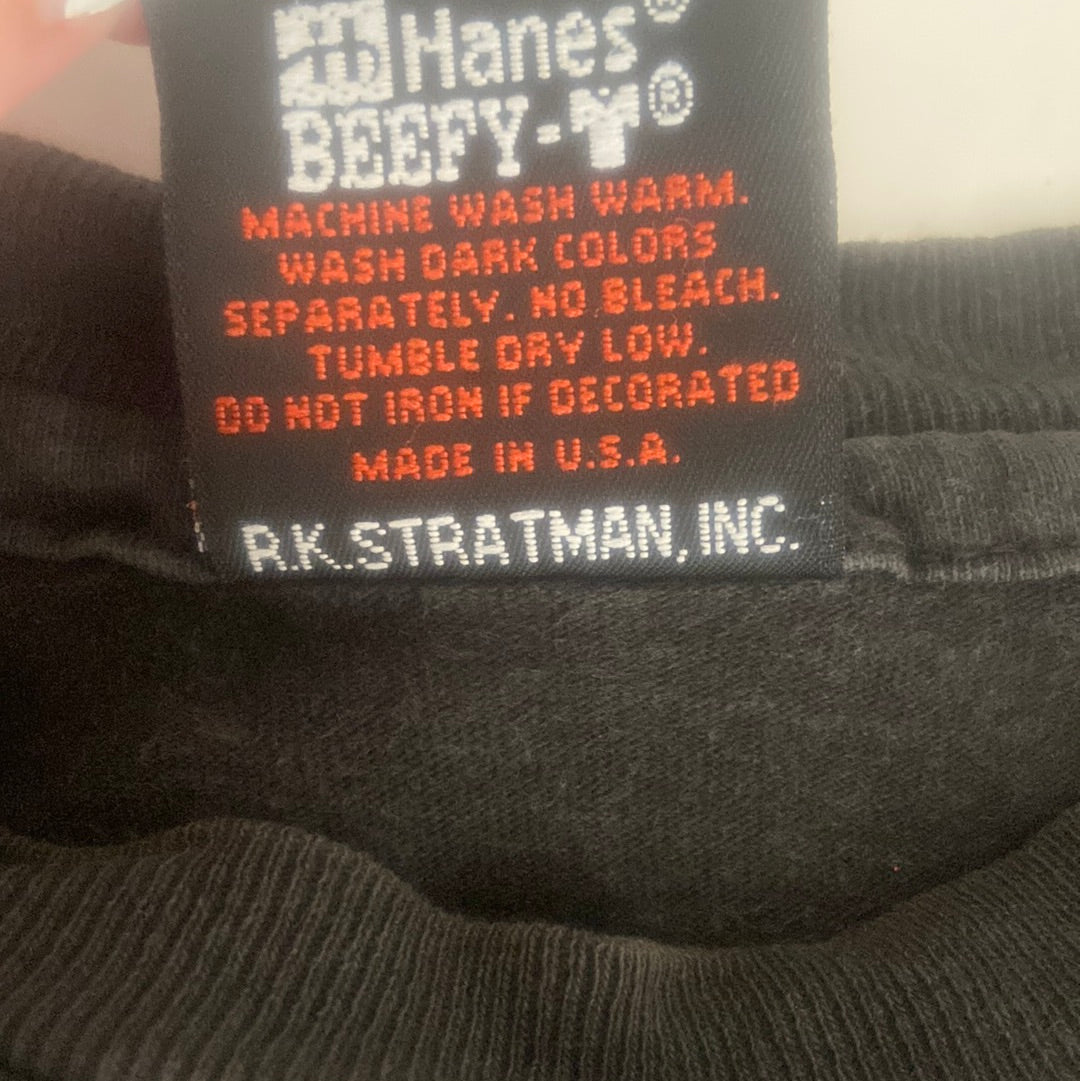 Hanes®
BEEFY-T®
MACHINE WASH WARM.
WASH DARK COLORS
SEPARATELY. NO BLEACH.
TUMBLE DRY LOW.
DO NOT IRON IF DECORATED
MADE IN U.S.A.
R.K.STRATMAN, INC.